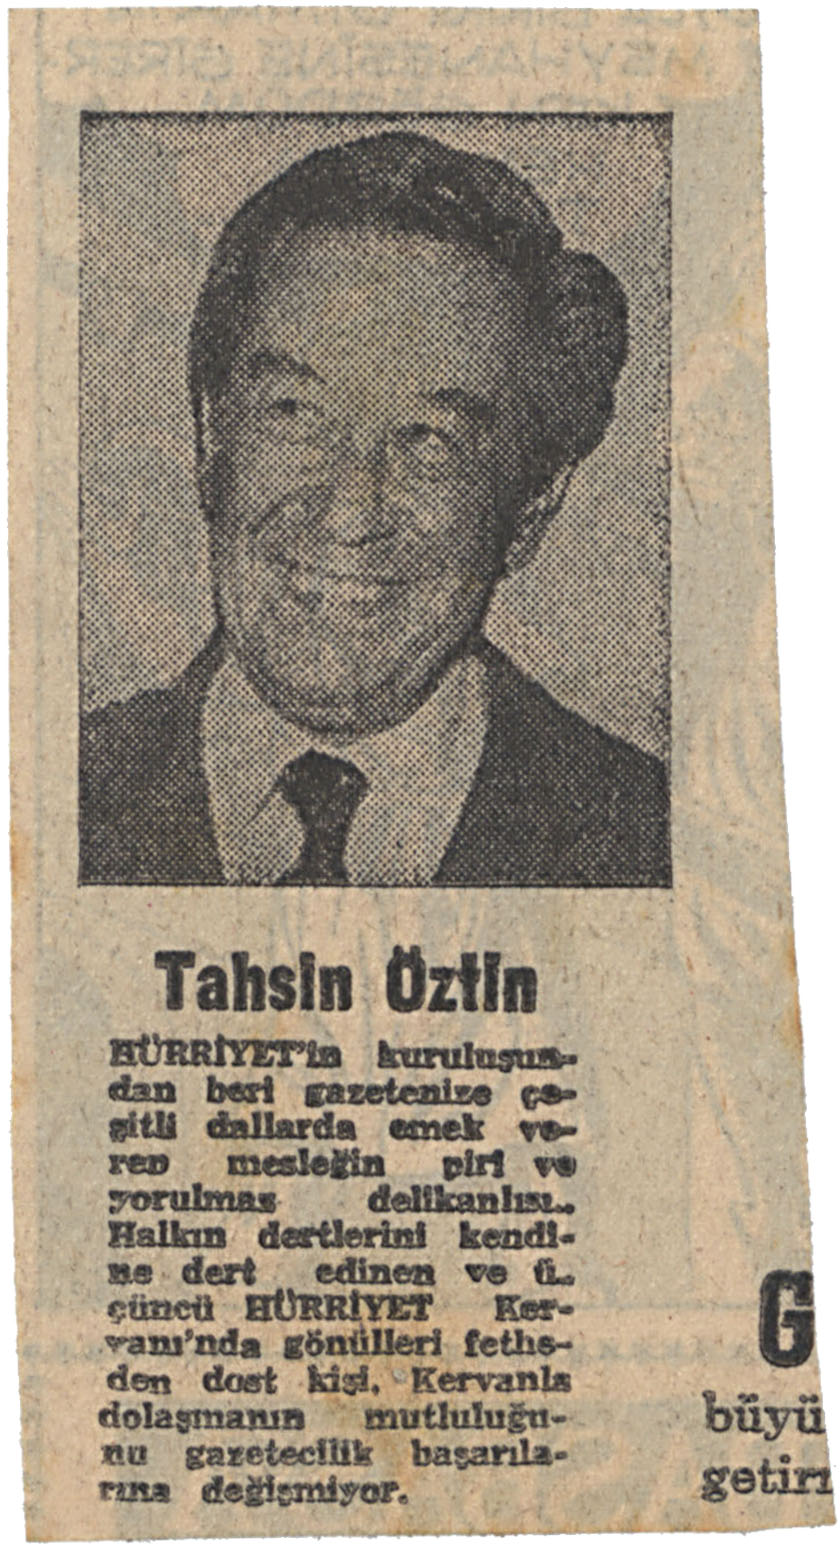 Tahsin Öztin
HÜRRİYET'in kuruluşun-
dan beri gazetenize çe-
şitli dallarda emek ve-
ren mesleğin piri ve
yorulmaz delikanlısı..
Halkın dertlerini kendi-
ne dert edinen ve ü..
çüncü HÜRRİYET Ker-
vanı'nda gönülleri fethe-
den dost kişi. Kervanla
dolaşmanın mutluluğu-
nu gazetecilik başarıla-
rına değişmiyor.
G
büyü
getiri